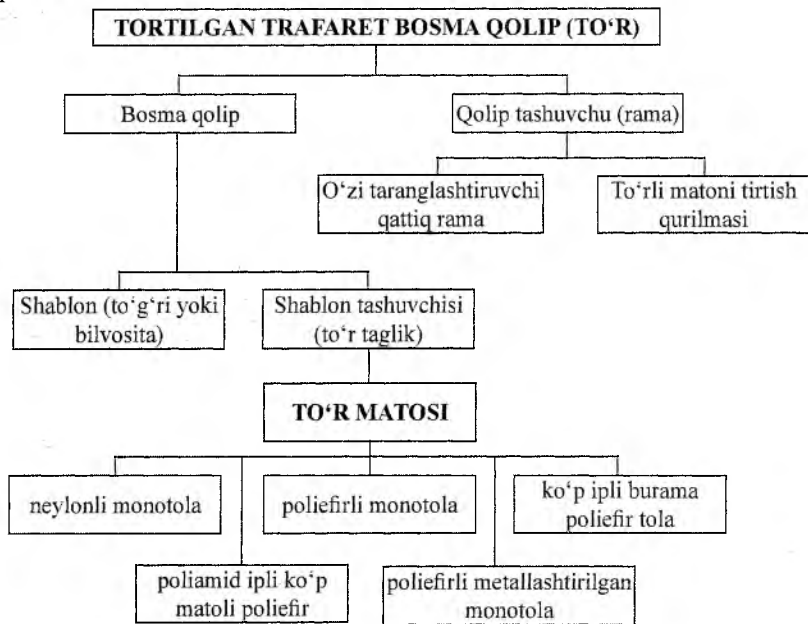 TORTILGAN TRAFARET BOSMA QOLIP (TO‘R)
Bosma qolip
Qolip tashuvchu (rama)
O‘zi taranglashtiruvchi
qattiq rama
To‘rli matoni tirtish
qurilmasi
Shablon (to‘g‘ri yoki
bilvosita)
Shablon tashuvchisi
(to‘r taglik)
TO‘R MATOSI
neylonli monotola
poliefirli monotola
ko‘p ipli burama
poliefir tola
poliamid ipli ko‘p
matoli poliefir
poliefirli metallashtirilgan
monotola